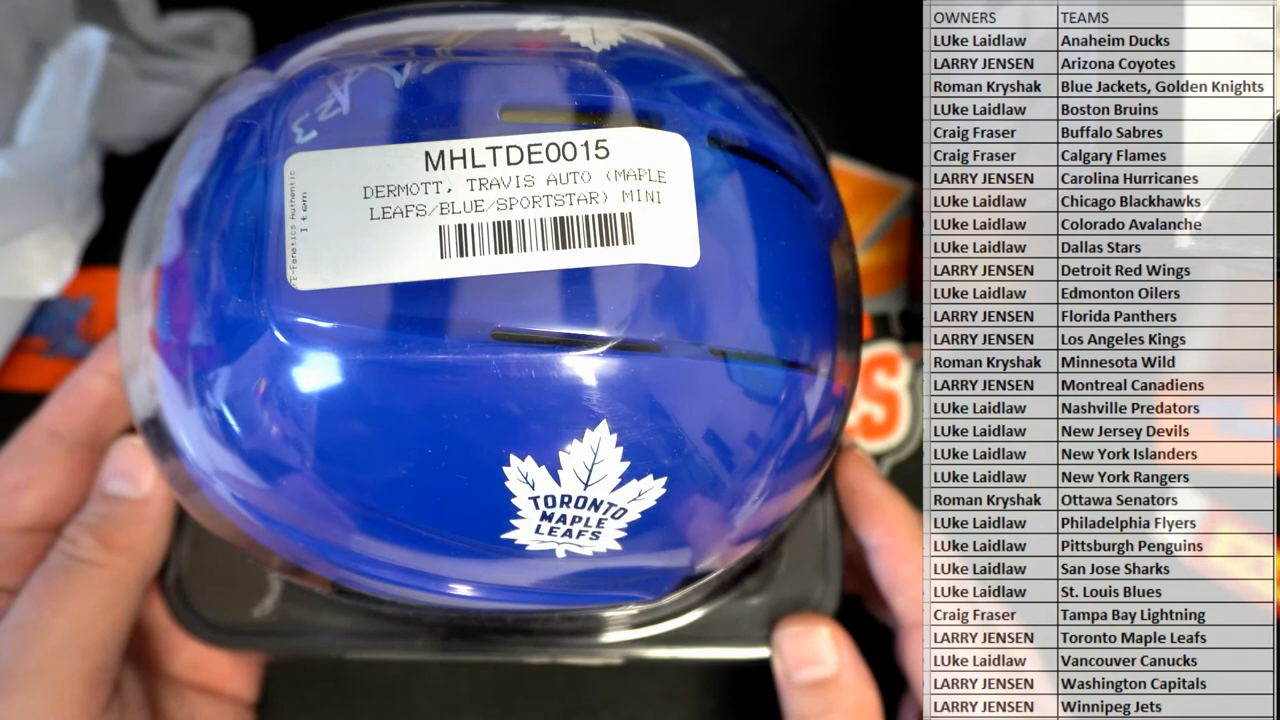 MHLTDE0015
DERMOTT, TRAVIS AUTO (MAPLE
LEAFS/BLUE/SPORTSTAR) MINI
E-Fanatics Authentic
Item
TORONTO
MAPLE
LEAFS
OWNERS TEAMS
LUke Laidlaw Anaheim Ducks
LARRY JENSEN Arizona Coyotes
Roman Kryshak Blue Jackets, Golden Knights
LUke Laidlaw Boston Bruins
Craig Fraser Buffalo Sabres
Craig Fraser Calgary Flames
LARRY JENSEN Carolina Hurricanes
LUke Laidlaw Chicago Blackhawks
LUke Laidlaw Colorado Avalanche
LUke Laidlaw Dallas Stars
LARRY JENSEN Detroit Red Wings
LUke Laidlaw Edmonton Oilers
LARRY JENSEN Florida Panthers
LARRY JENSEN Los Angeles Kings
Roman Kryshak Minnesota Wild
LARRY JENSEN Montreal Canadiens
LUke Laidlaw Nashville Predators
LUke Laidlaw New Jersey Devils
LUke Laidlaw New York Islanders
LUke Laidlaw New York Rangers
Roman Kryshak Ottawa Senators
LUke Laidlaw Philadelphia Flyers
LUke Laidlaw Pittsburgh Penguins
LUke Laidlaw San Jose Sharks
LUke Laidlaw St. Louis Blues
Craig Fraser Tampa Bay Lightning
LARRY JENSEN Toronto Maple Leafs
LUke Laidlaw Vancouver Canucks
LARRY JENSEN Washington Capitals
LARRY JENSEN Winnipeg Jets